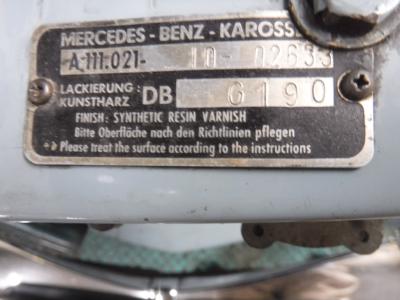 MERCEDES-BENZ-KAROSS
A.111.021- 10- 02633
LACKIERUNG:
KUNSTHARZ DB G190
FINISH: SYNTHETIC RESIN VARNISH
Bitte Oberfläche nach den Richtlinien pflegen
Please treat the surface according to the instructions